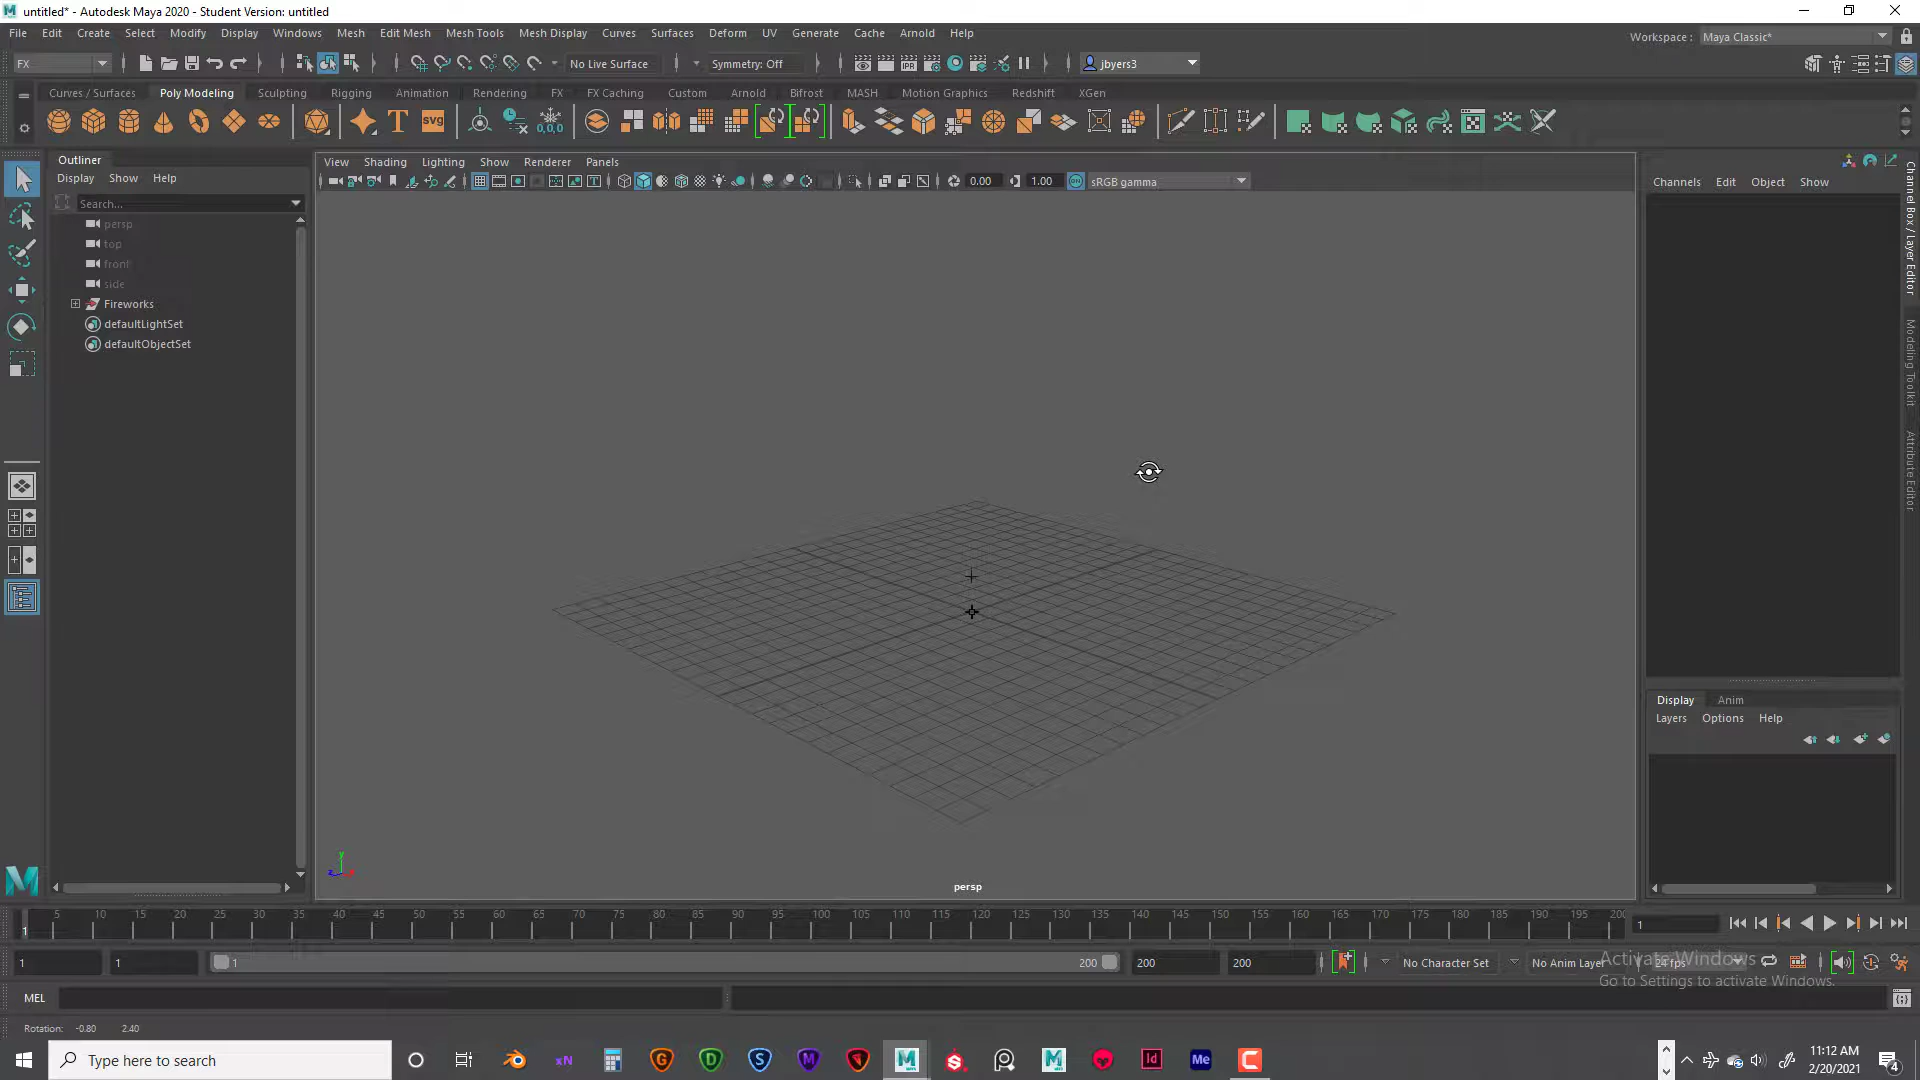 untitled* - Autodesk Maya 2020 - Student Version: untitled
File Edit Create Select Modify Display Windows Mesh Edit Mesh Mesh Tools Mesh Display Curves Surfaces Deform UV Generate Cache Arnold Help
Workspace : Maya Classic*
FX No Live Surface Symmetry: Off jbyers3
Curves / Surfaces Poly Modeling Sculpting Rigging Animation Rendering FX FX Caching Custom Arnold Bifrost MASH Motion Graphics Redshift XGen
T SVG 0,0,0
Outliner
Display Show Help
Search...
persp
top
front
side
Fireworks
defaultLightSet
defaultObjectSet
View Shading Lighting Show Renderer Panels
0.00 1.00 sRGB gamma
persp
Channels Edit Object Show
Channel Box / Layer Editor
Modeling Toolkit
Attribute Editor
Display Anim
Layers Options Help
5 10 15 20 25 30 35 40 45 50 55 60 65 70 75 80 85 90 95 100 105 110 115 120 125 130 135 140 145 150 155 160 165 170 175 180 185 190 195 200
1 1
1 1 1 200 200 200 No Character Set No Anim Layer 24 fps
Activate Windows
Go to Settings to activate Windows.
MEL
Rotation: -0.80 2.40
Type here to search
xN G D S M Id Me C
11:12 AM
2/20/2021
4